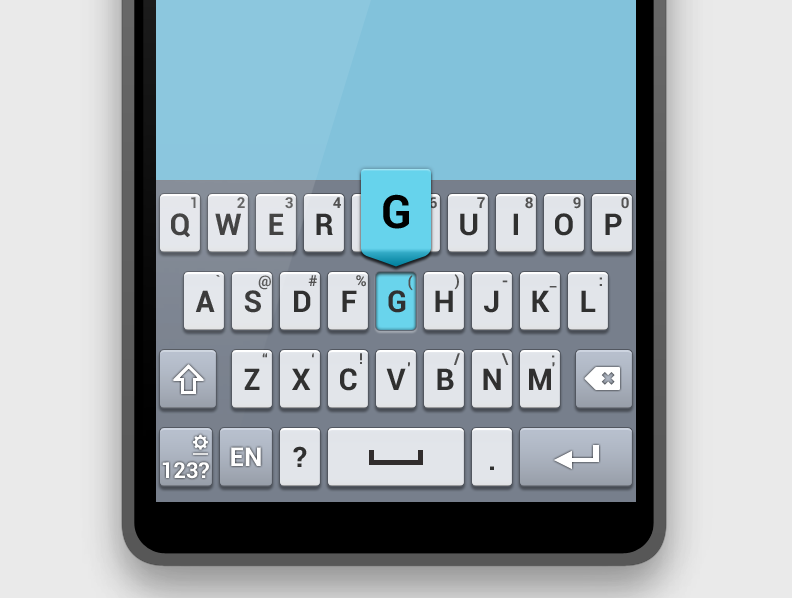 G
1 2 3 4 6 7 8 9 0
Q W E R U I O P
` @ # % ( ) - _ :
A S D F G H J K L
“ ‘ ! , / \ ;
Z X C V B N M
123? EN ? .